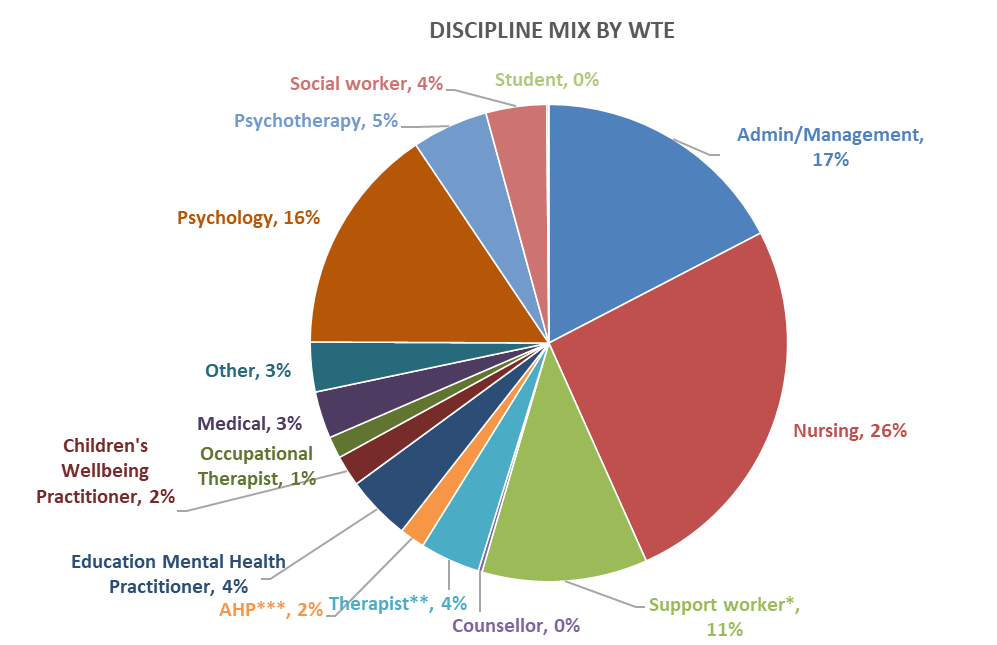 DISCIPLINE MIX BY WTE
Student, 0%
Social worker, 4%
Psychotherapy, 5%
Admin/Management,
17%
Psychology, 16%
Other, 3%
Medical, 3%
Nursing, 26%
Children's
Wellbeing
Practitioner, 2%
Occupational
Therapist, 1%
Education Mental Health
Practitioner, 4%
AHP***, 2%
Therapist**, 4%
Counsellor, 0%
Support worker*,
11%